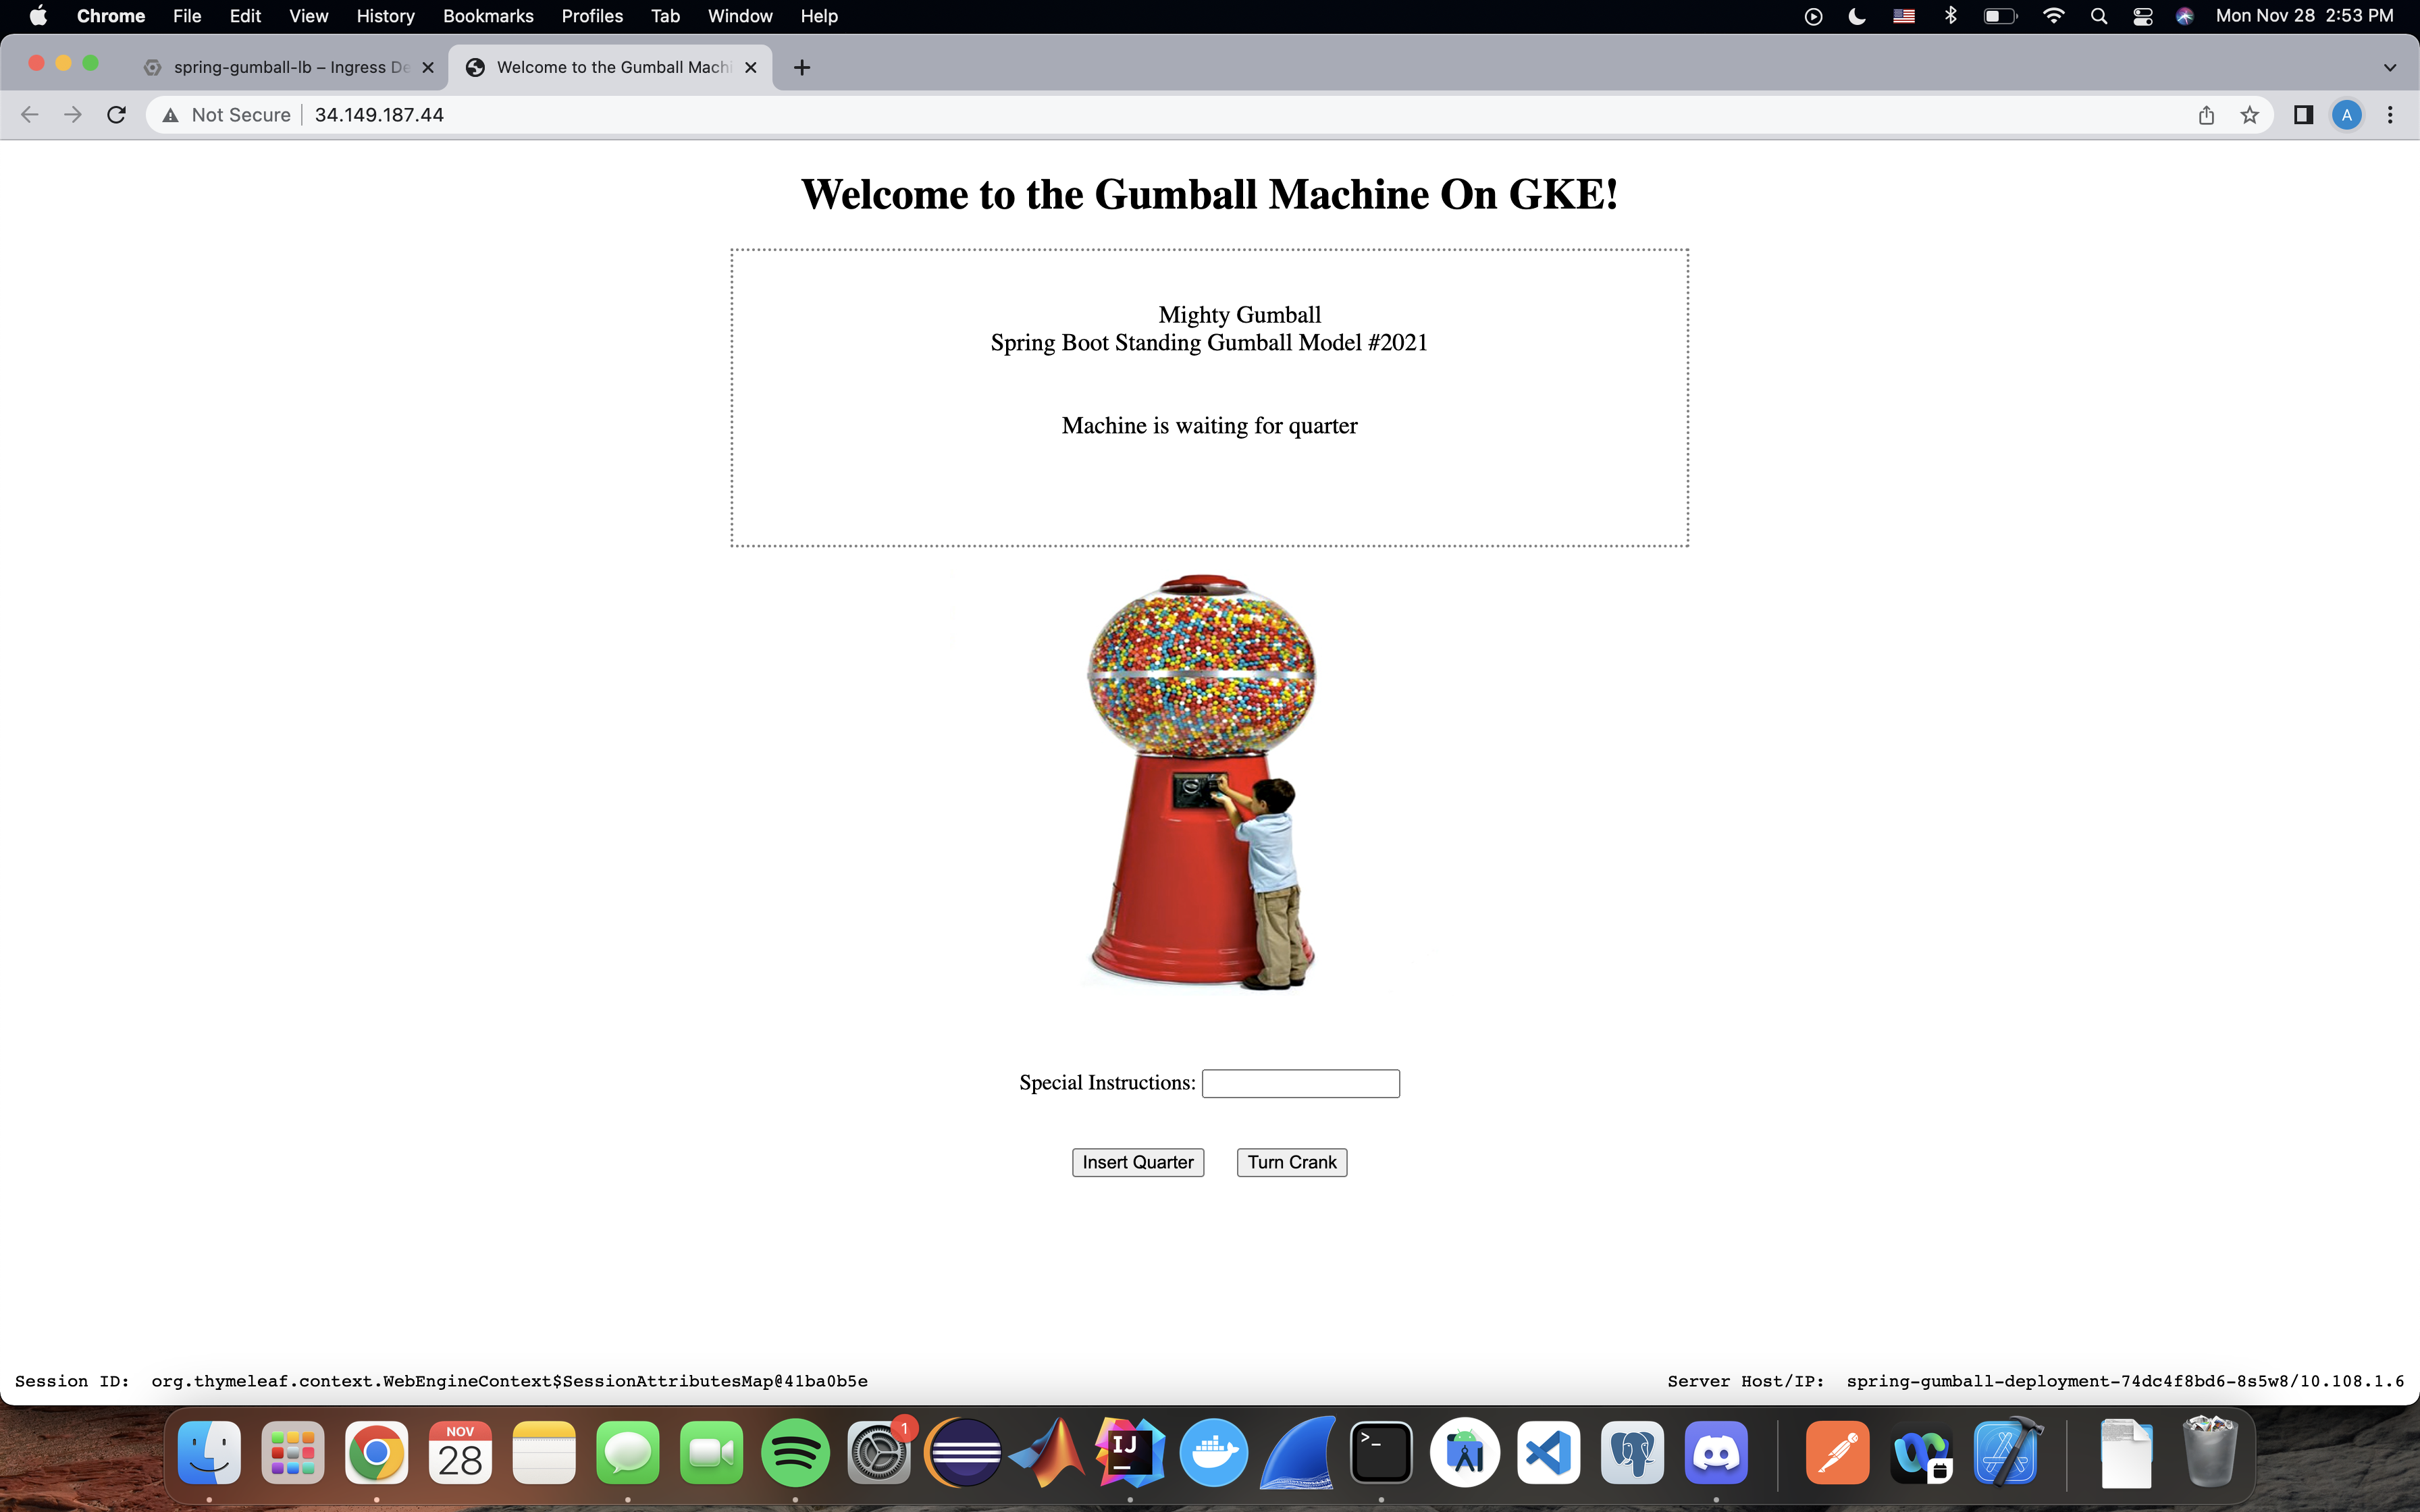 Chrome File Edit View History Bookmarks Profiles Tab Window Help Mon Nov 28 2:53 PM
spring-gumball-lb – Ingress De Welcome to the Gumball Machi
Not Secure 34.149.187.44 A
Welcome to the Gumball Machine On GKE!
Mighty Gumball
Spring Boot Standing Gumball Model #2021
Machine is waiting for quarter
Special Instructions:
Insert Quarter Turn Crank
Session ID: org.thymeleaf.context.WebEngineContext$SessionAttributesMap@41ba0b5e Server Host/IP: spring-gumball-deployment-74dc4f8bd6-8s5w8/10.108.1.6
NOV 1
28 IJ >_